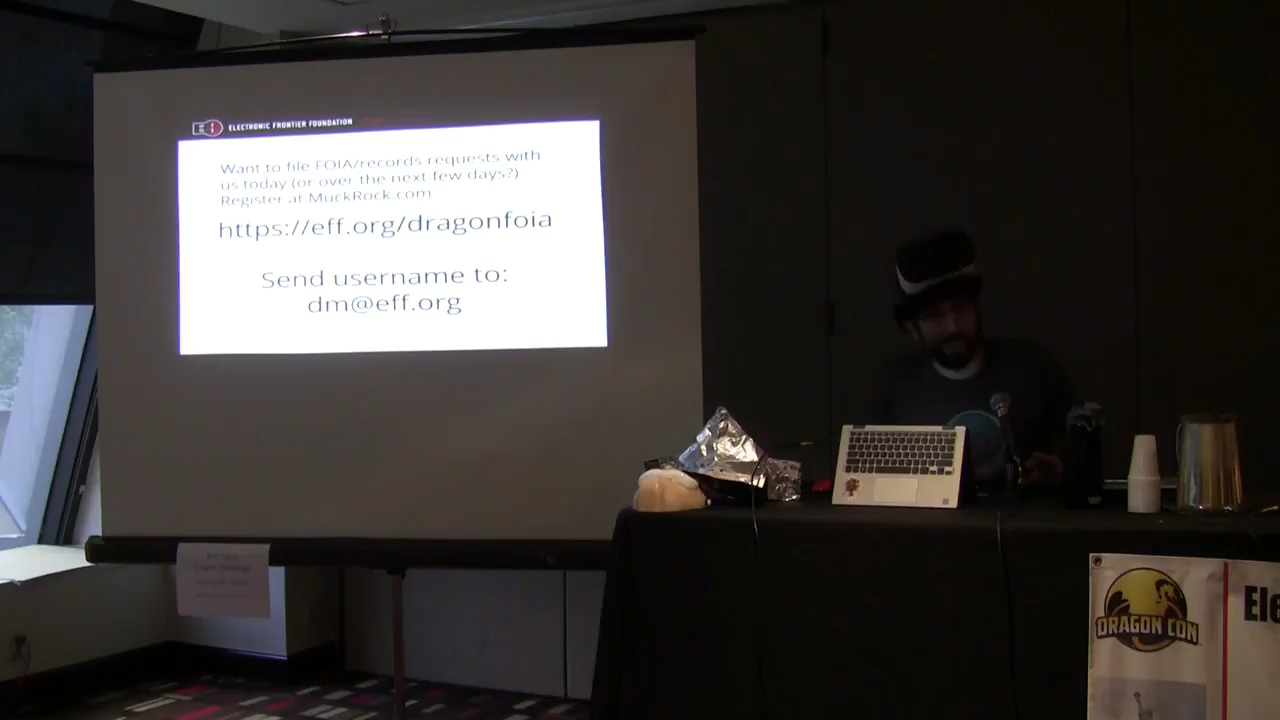 ELECTRONIC FRONTIER FOUNDATION
Want to file FOIA/records requests with
us today (or over the next few days?)
Register at MuckRock.com
https://eff.org/dragonfoia
Send username to:
dm@eff.org
DRAGON CON
Ele